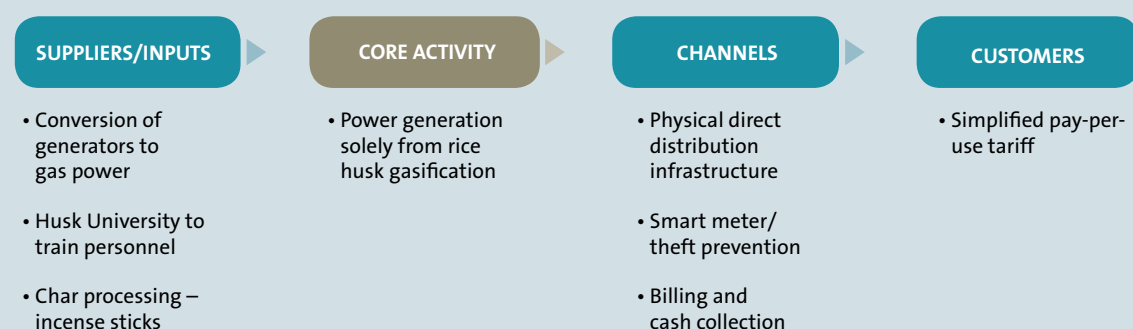 SUPPLIERS/INPUTS
• Conversion of
generators to
gas power
• Husk University to
train personnel
• Char processing –
incense sticks
CORE ACTIVITY
• Power generation
solely from rice
husk gasification
CHANNELS
• Physical direct
distribution
infrastructure
• Smart meter/
theft prevention
• Billing and
cash collection
CUSTOMERS
• Simplified pay-per-
use tariff